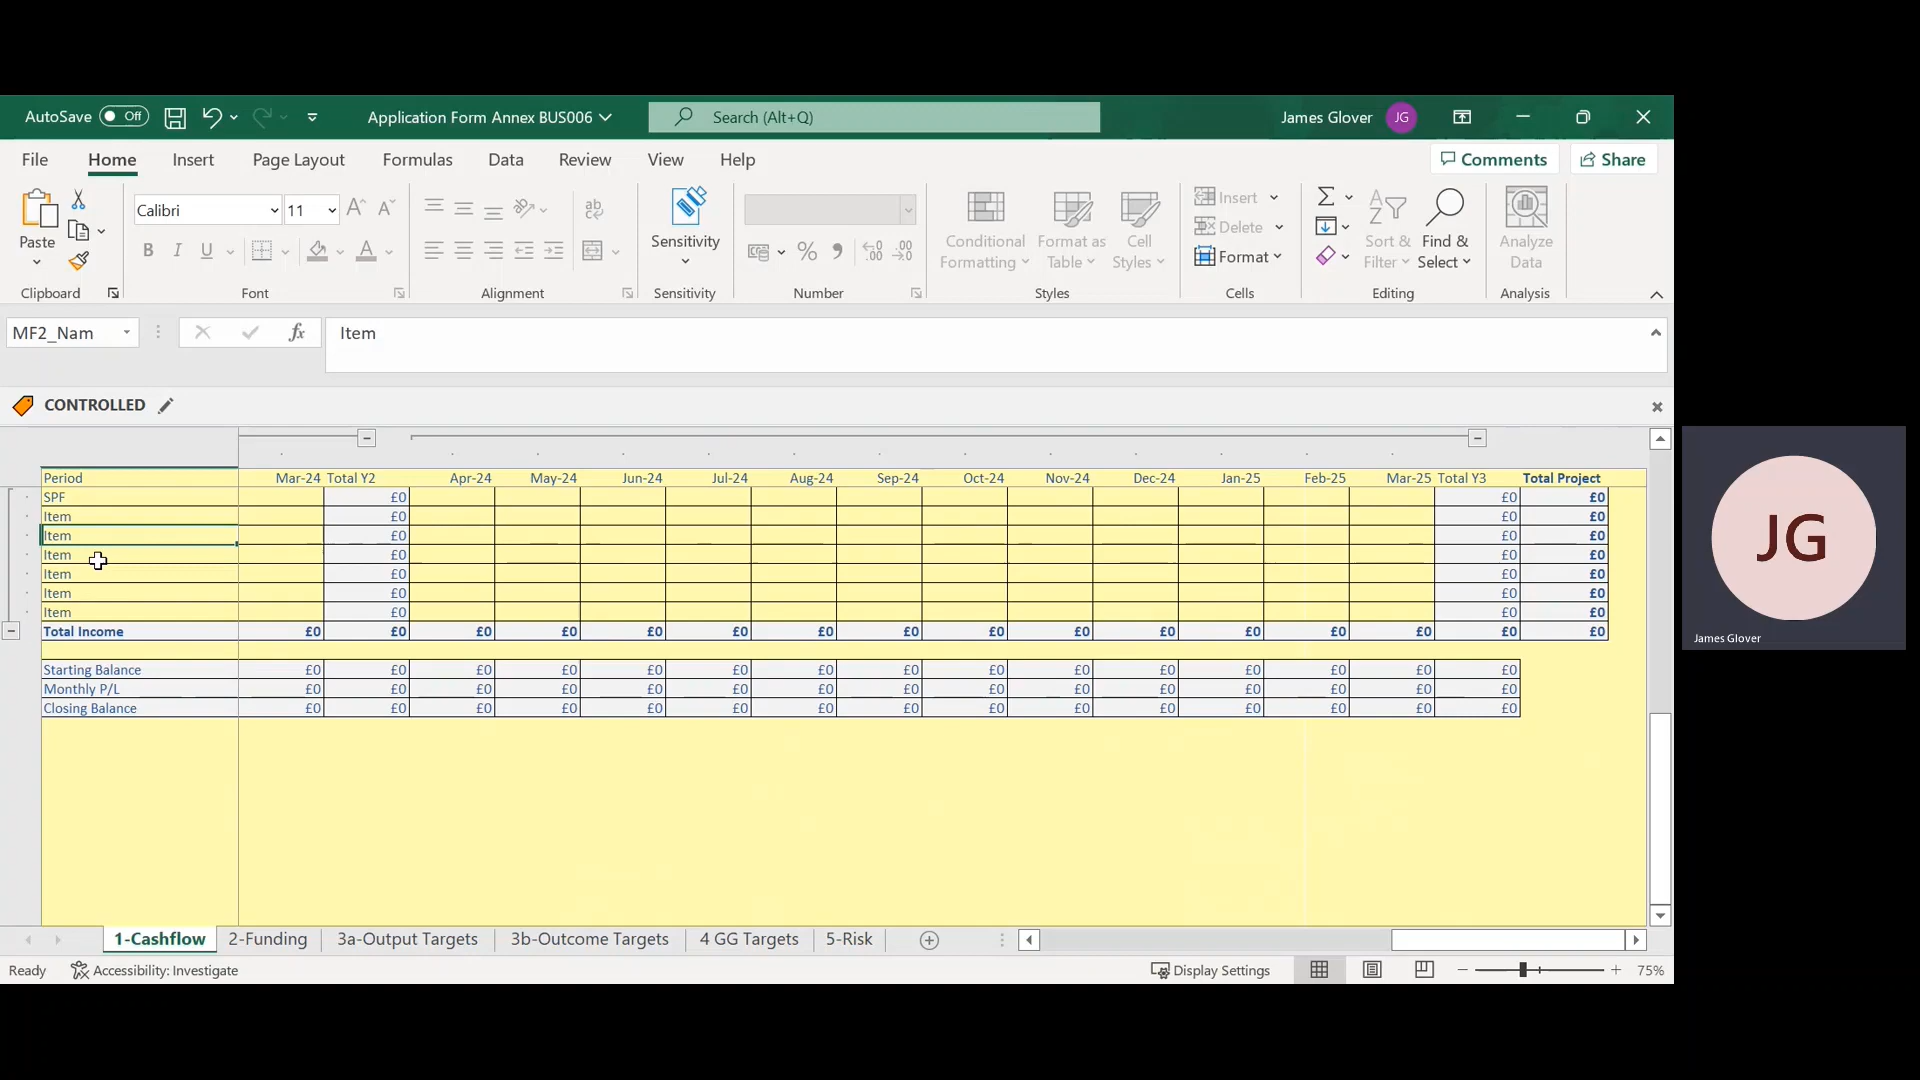 AutoSave Off Application Form Annex BUS006 Search (Alt+Q) James Glover JG
File Home Insert Page Layout Formulas Data Review View Help Comments Share
Paste Calibri 11 Sensitivity Conditional Formatting Format as Table Cell Styles Insert Delete Format Sort & Filter Find & Select Analyze Data
Clipboard Font Alignment Sensitivity Number Styles Cells Editing Analysis
MF2_Nam fx Item
CONTROLLED
Period Mar-24 Total Y2 Apr-24 May-24 Jun-24 Jul-24 Aug-24 Sep-24 Oct-24 Nov-24 Dec-24 Jan-25 Feb-25 Mar-25 Total Y3 Total Project
SPF £0 £0 £0
Item £0 £0 £0
Item £0 £0 £0
Item £0 £0 £0
Item £0 £0 £0
Item £0 £0 £0
Item £0 £0 £0
Total Income £0 £0 £0 £0 £0 £0 £0 £0 £0 £0 £0 £0 £0 £0 £0 £0
Starting Balance £0 £0 £0 £0 £0 £0 £0 £0 £0 £0 £0 £0 £0 £0 £0
Monthly P/L £0 £0 £0 £0 £0 £0 £0 £0 £0 £0 £0 £0 £0 £0 £0
Closing Balance £0 £0 £0 £0 £0 £0 £0 £0 £0 £0 £0 £0 £0 £0 £0
1-Cashflow 2-Funding 3a-Output Targets 3b-Outcome Targets 4 GG Targets 5-Risk
Ready Accessibility: Investigate Display Settings 75%
JG
James Glover